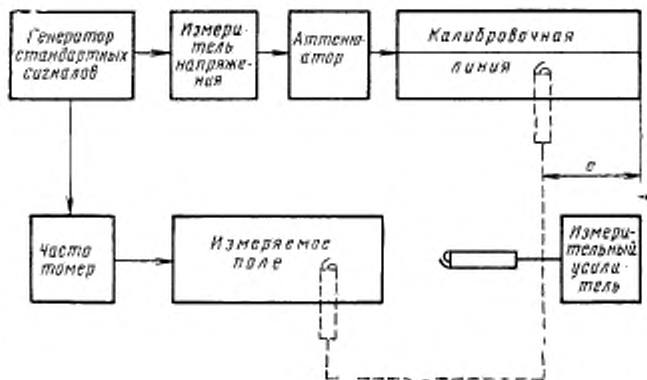 Генератор
стандартных
сигналов
Измери-
тель
напряже-
ния
Аттеню-
атор
Калибровочная
линия
е
Часто
томер
Измеряемое
поле
Измери-
тельный
усили-
тель